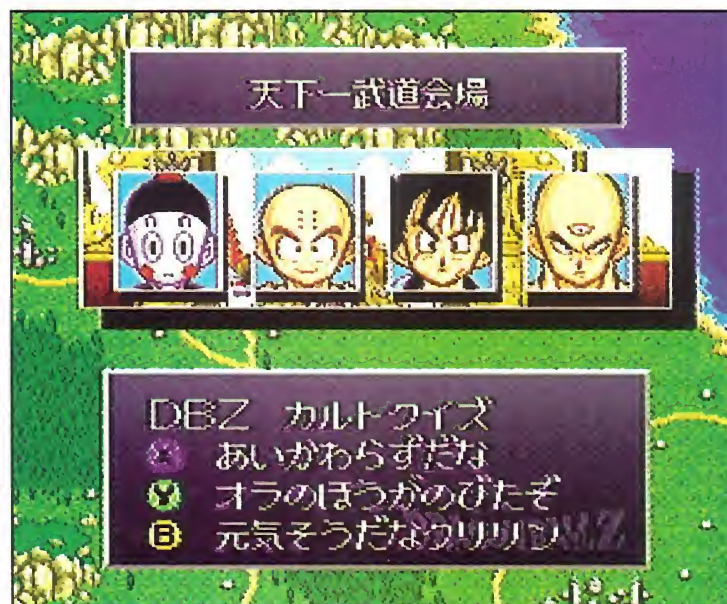 天下一武道会場
DBZ カルトクイズ
X あいかわらずだな
Y オラのほうがのびたぞ
B 元気そうだなクリリン